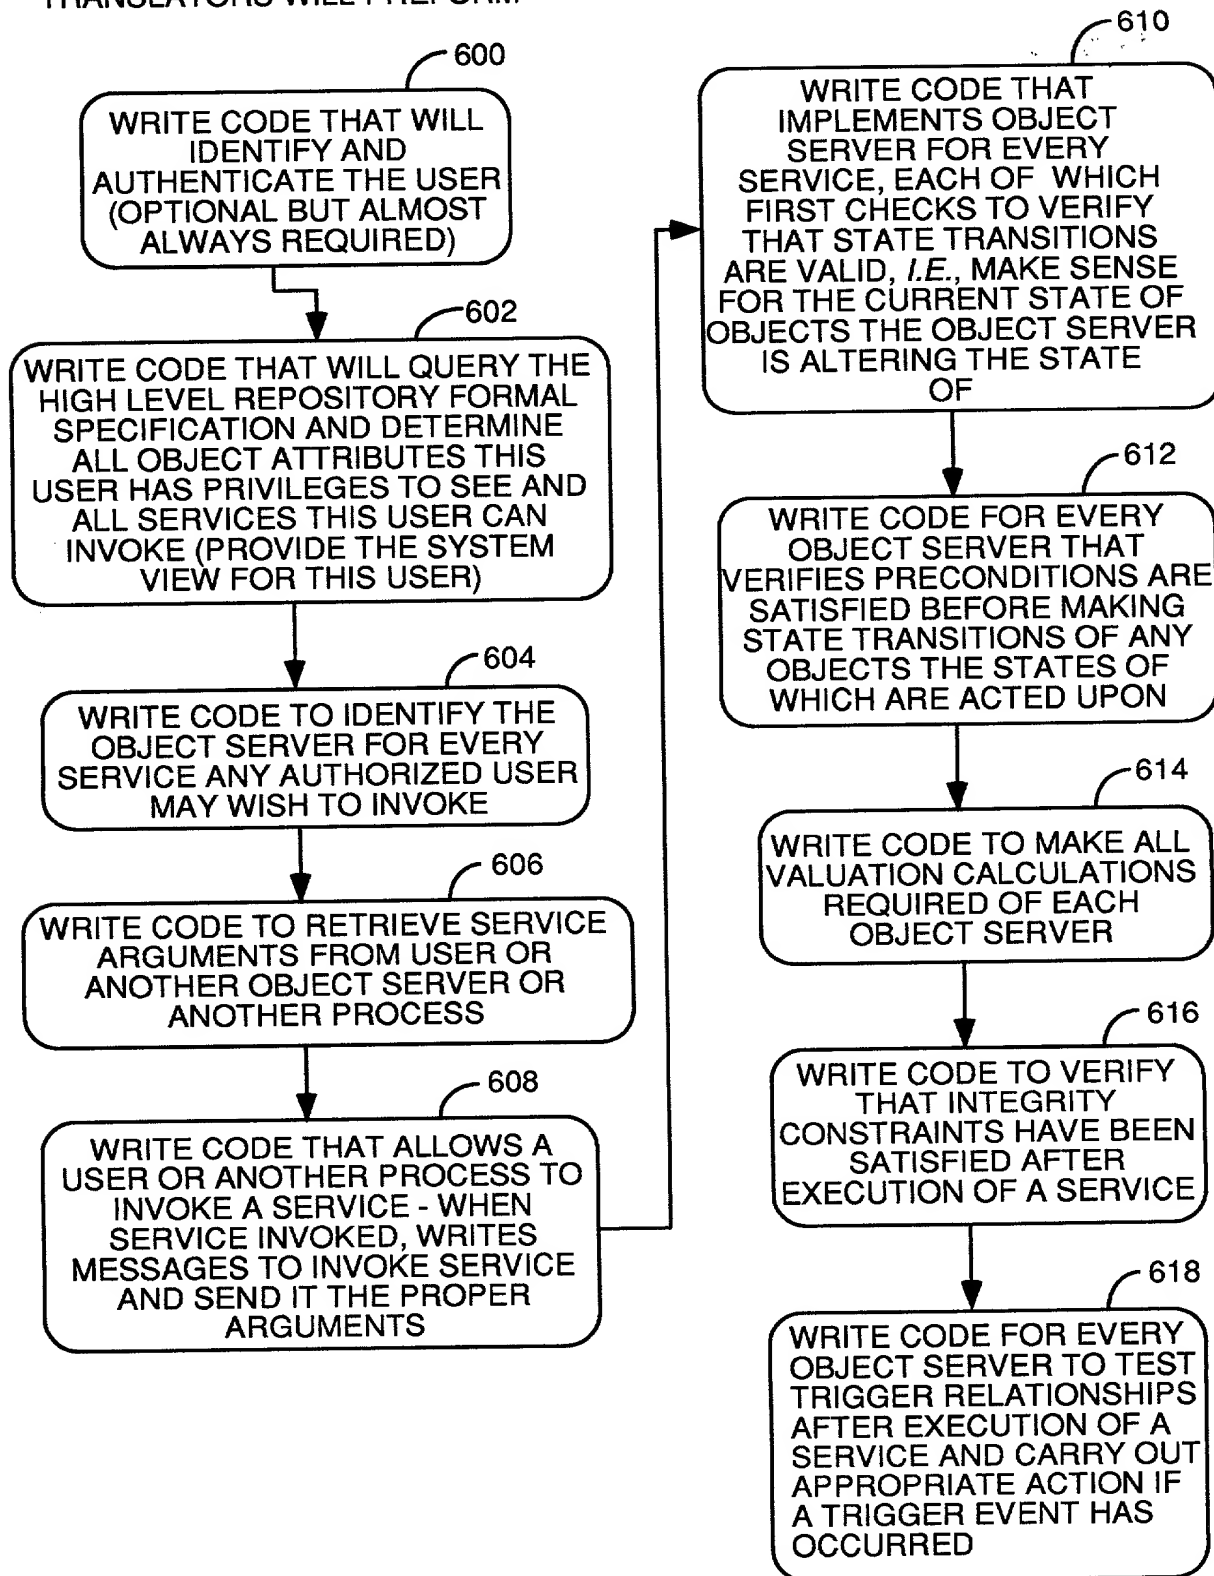 TRANSLATORS WILL PREFORM
600
WRITE CODE THAT WILL
IDENTIFY AND
AUTHENTICATE THE USER
(OPTIONAL BUT ALMOST
ALWAYS REQUIRED)
602
WRITE CODE THAT WILL QUERY THE
HIGH LEVEL REPOSITORY FORMAL
SPECIFICATION AND DETERMINE
ALL OBJECT ATTRIBUTES THIS
USER HAS PRIVILEGES TO SEE AND
ALL SERVICES THIS USER CAN
INVOKE (PROVIDE THE SYSTEM
VIEW FOR THIS USER)
604
WRITE CODE TO IDENTIFY THE
OBJECT SERVER FOR EVERY
SERVICE ANY AUTHORIZED USER
MAY WISH TO INVOKE
606
WRITE CODE TO RETRIEVE SERVICE
ARGUMENTS FROM USER OR
ANOTHER OBJECT SERVER OR
ANOTHER PROCESS
608
WRITE CODE THAT ALLOWS A
USER OR ANOTHER PROCESS TO
INVOKE A SERVICE - WHEN
SERVICE INVOKED, WRITES
MESSAGES TO INVOKE SERVICE
AND SEND IT THE PROPER
ARGUMENTS
610
WRITE CODE THAT
IMPLEMENTS OBJECT
SERVER FOR EVERY
SERVICE, EACH OF WHICH
FIRST CHECKS TO VERIFY
THAT STATE TRANSITIONS
ARE VALID, I.E., MAKE SENSE
FOR THE CURRENT STATE OF
OBJECTS THE OBJECT SERVER
IS ALTERING THE STATE
OF
612
WRITE CODE FOR EVERY
OBJECT SERVER THAT
VERIFIES PRECONDITIONS ARE
SATISFIED BEFORE MAKING
STATE TRANSITIONS OF ANY
OBJECTS THE STATES OF
WHICH ARE ACTED UPON
614
WRITE CODE TO MAKE ALL
VALUATION CALCULATIONS
REQUIRED OF EACH
OBJECT SERVER
616
WRITE CODE TO VERIFY
THAT INTEGRITY
CONSTRAINTS HAVE BEEN
SATISFIED AFTER
EXECUTION OF A SERVICE
618
WRITE CODE FOR EVERY
OBJECT SERVER TO TEST
TRIGGER RELATIONSHIPS
AFTER EXECUTION OF A
SERVICE AND CARRY OUT
APPROPRIATE ACTION IF
A TRIGGER EVENT HAS
OCCURRED